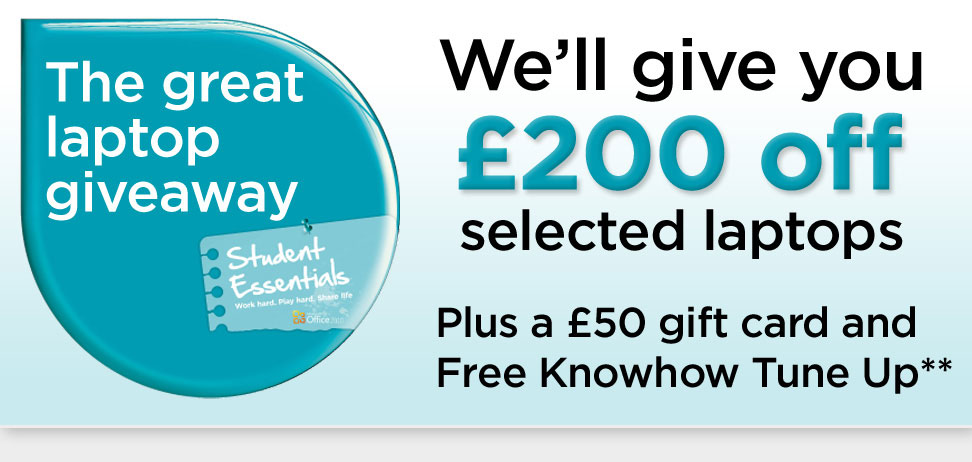 The great
laptop
giveaway
Student
Essentials
Work hard. Play hard. Share life
Office
We'll give you
£200 off
selected laptops
Plus a £50 gift card and
Free Knowhow Tune Up**